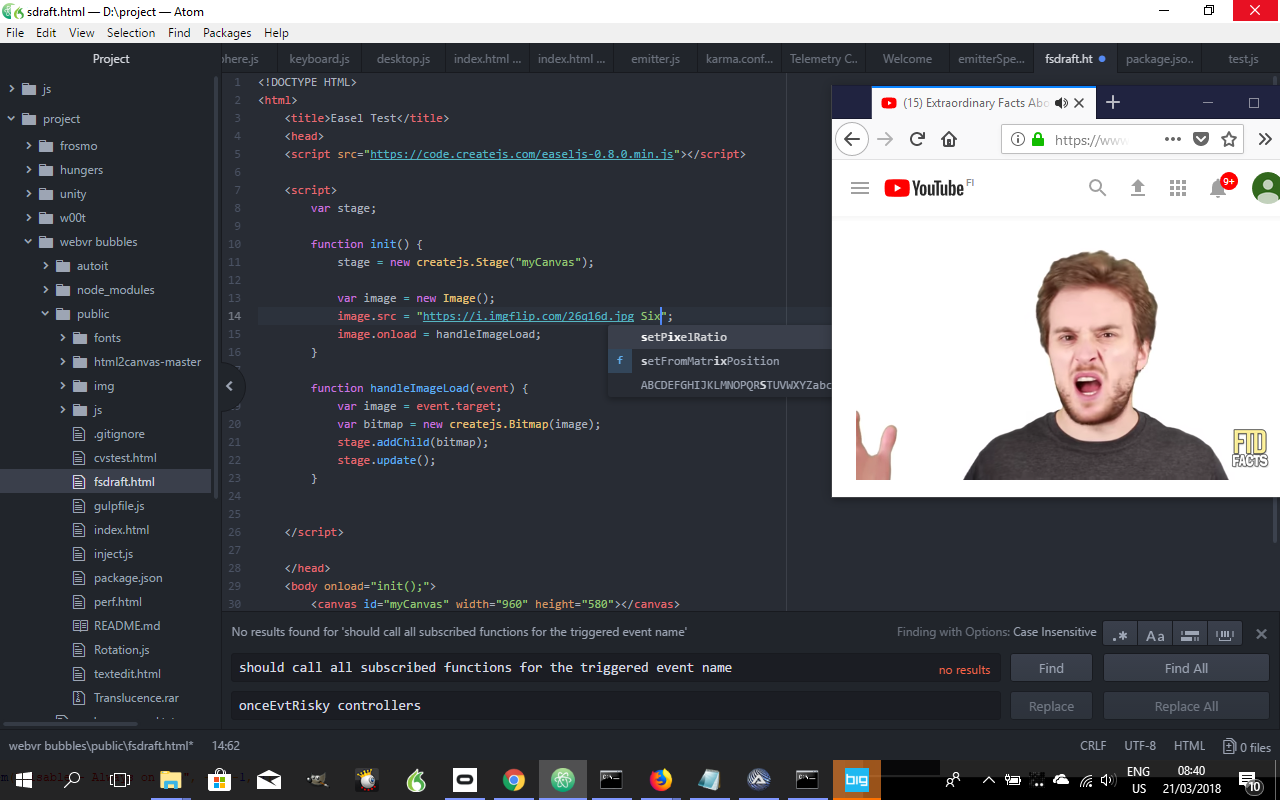 sdraft.html — D:\project — Atom
File Edit View Selection Find Packages Help
Project
js
project
frosmo
hungers
unity
w00t
webvr bubbles
autoit
node_modules
public
fonts
html2canvas-master
img
js
.gitignore
cvstest.html
fsdraft.html
gulpfile.js
index.html
inject.js
package.json
perf.html
README.md
Rotation.js
textedit.html
Translucence.rar
phere.js keyboard.js desktop.js index.html ... index.html ... emitter.js karma.conf... Telemetry C.. Welcome emitterSpe... fsdraft.ht package.jso.. test.js
1 <!DOCTYPE HTML>
2 <html>
3 <title>Easel Test</title>
4 <head>
5 <script src="https://code.createjs.com/easeljs-0.8.0.min.js"></script>
6
7 <script>
8 var stage;
9
10 function init() {
11 stage = new createjs.Stage("myCanvas");
12
13 var image = new Image();
14 image.src = "https://i.imgflip.com/26q16d.jpg Six";
15 image.onload = handleImageLoad;
16 }
function handleImageLoad(event) {
var image = event.target;
20 var bitmap = new createjs.Bitmap(image);
21 stage.addChild(bitmap);
22 stage.update();
23 }
24
25
26 </script>
27
28 </head>
29 <body onload="init();">
30 <canvas id="myCanvas" width="960" height="580"></canvas>
setPixelRatio
f setFromMatrixPosition
ABCDEFGHIJKLMNOPQRSTUVWXYZabc
(15) Extraordinary Facts Abo
https://www
YouTube FI
9+
FTD
FACTS
No results found for 'should call all subscribed functions for the triggered event name'
Finding with Options: Case Insensitive
.* Aa
should call all subscribed functions for the triggered event name
no results
Find Find All
onceEvtRisky controllers
Replace Replace All
webvr bubbles\public\fsdraft.html* 14:62
CRLF UTF-8 HTML 0 files
big
ENG
US
08:40
21/03/2018
10